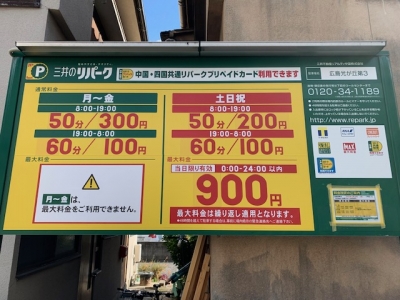 P 三井のリパーク
中国・四国共通リパークプリペイドカード利用できます
通常料金
月〜金
8:00-19:00
50分/300円
19:00-8:00
60分/100円
最大料金
月〜金は、
最大料金をご利用できません。
土日祝
8:00-19:00
50分/200円
19:00-8:00
60分/100円
最大料金
当日限り有効 0:00-24:00以内
900円
最大料金は繰り返し適用となります。
広島光が丘第3
0120-34-1189
http://www.repark.jp/